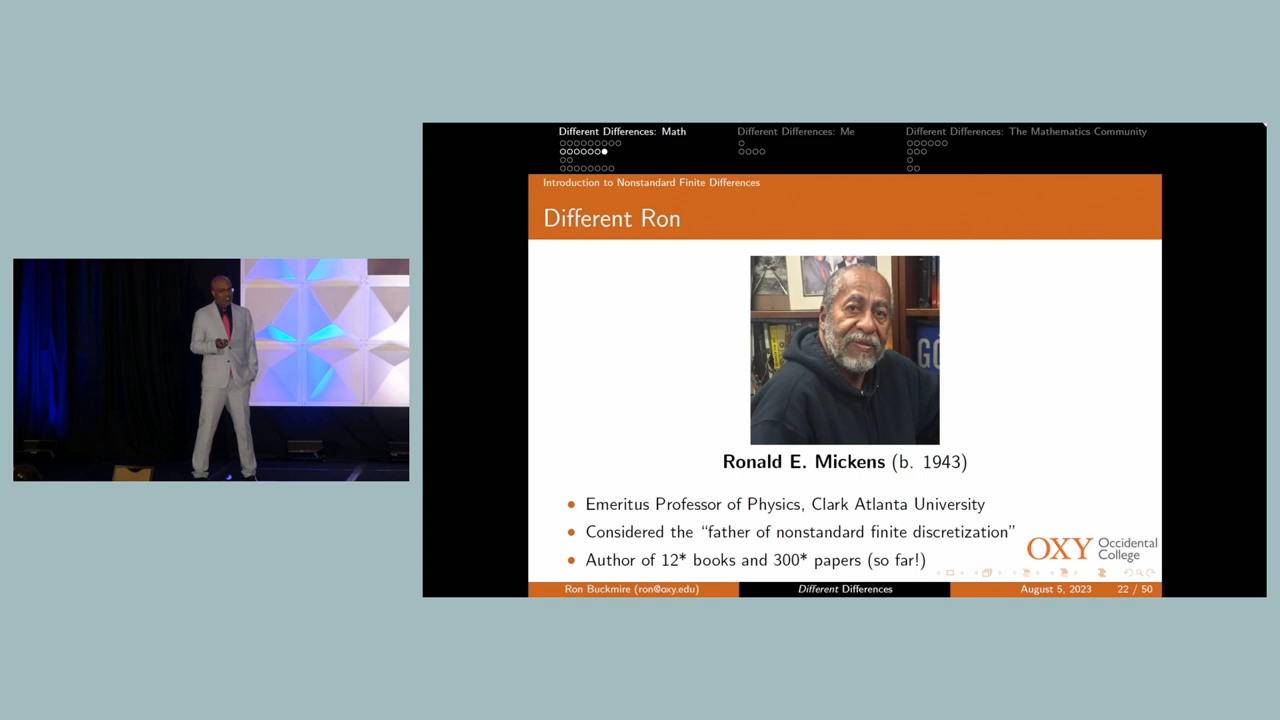 Different Differences: Math
Different Differences: Me
Different Differences: The Mathematics Community
Introduction to Nonstandard Finite Differences
Different Ron
GO
Ronald E. Mickens (b. 1943)
• Emeritus Professor of Physics, Clark Atlanta University
• Considered the “father of nonstandard finite discretization”
• Author of 12* books and 300* papers (so far!)
OXY Occidental
College
Ron Buckmire (ron@oxy.edu)
Different Differences
August 5, 2023
22 / 50